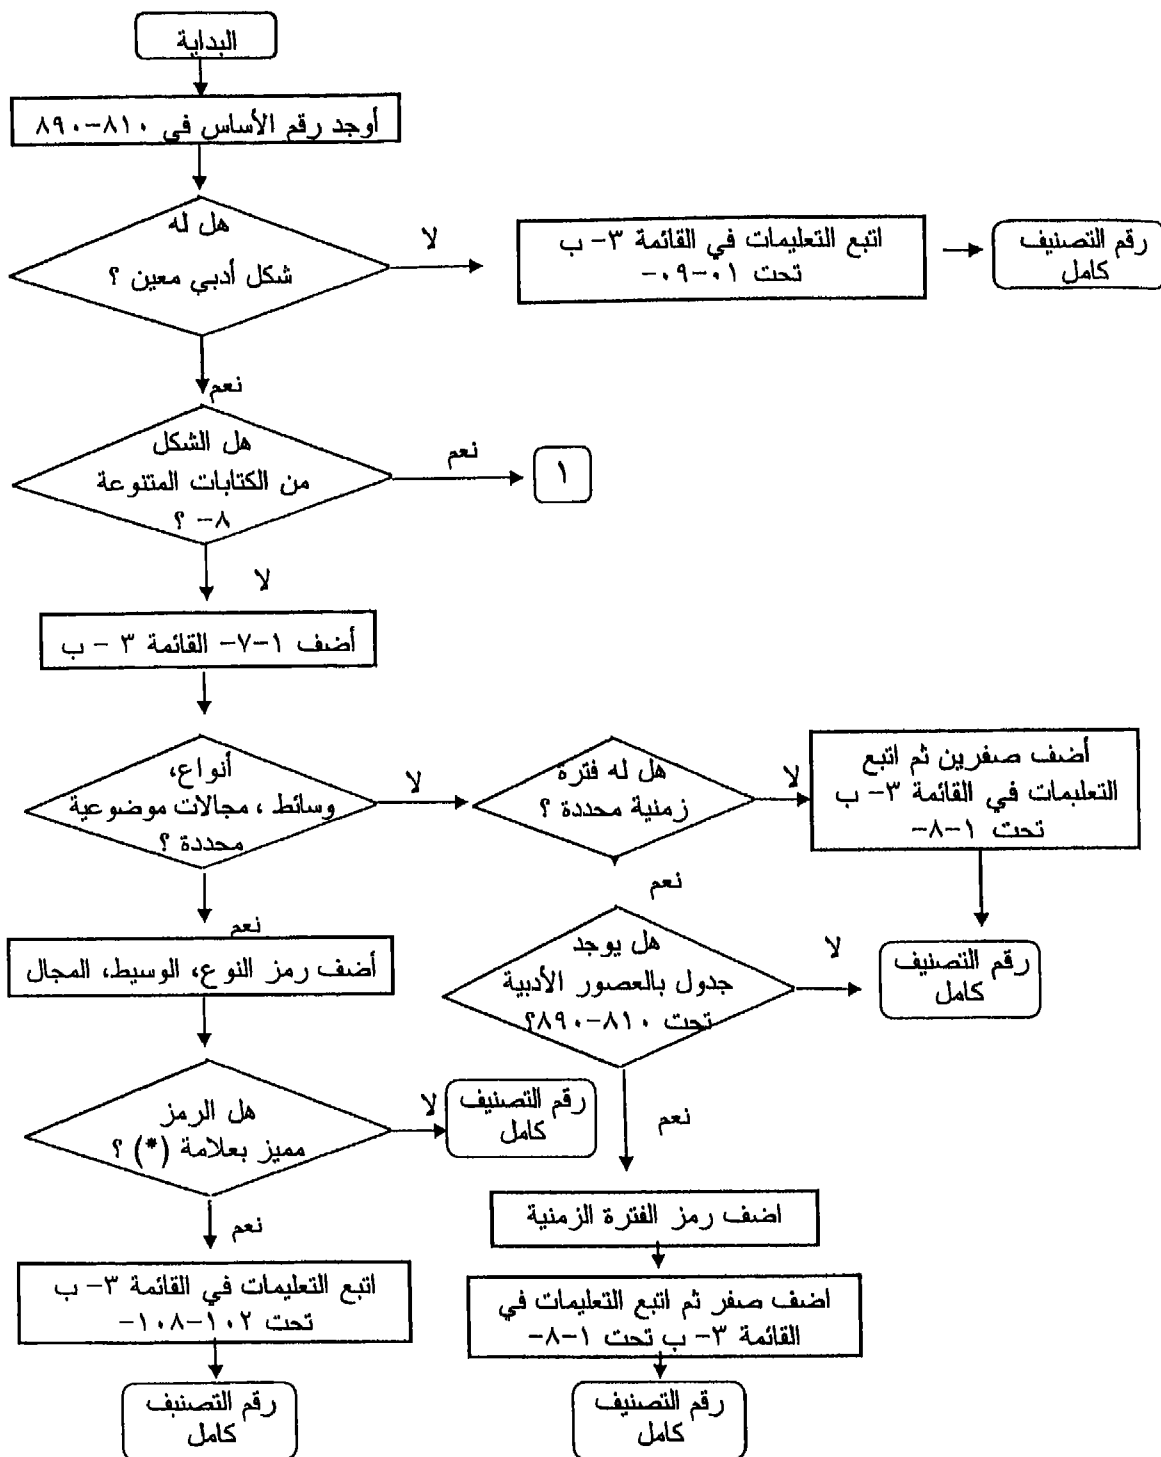 البداية
أوجد رقم الأساس في ٨١٠-٨٩٠
هل له
شكل أدبي معين ؟
لا
اتبع التعليمات في القائمة ٣- ب
تحت ٠١-٠٩-
رقم التصنيف
كامل
نعم
هل الشكل
من الكتابات المتنوعة
٨- ؟
نعم
١
لا
أضف ١-٧- القائمة ٣ - ب
أنواع،
وسائط ، مجالات موضوعية
محددة ؟
لا
هل له فترة
زمنية محددة ؟
لا
أضف صفرين ثم اتبع
التعليمات في القائمة ٣- ب
تحت ١-٨-
نعم
نعم
أضف رمز النوع، الوسيط، المجال
هل يوجد
جدول بالعصور الأدبية
تحت ٨١٠-٨٩٠؟
لا
رقم التصنيف
كامل
هل الرمز
مميز بعلامة (*) ؟
لا
رقم التصنيف
كامل
نعم
نعم
اضف رمز الفترة الزمنية
اتبع التعليمات في القائمة ٣- ب
تحت ١٠٢-١٠٨-
اضف صفر ثم اتبع التعليمات في
القائمة ٣- ب تحت ١-٨-
رقم التصنيف
كامل
رقم التصنيف
كامل